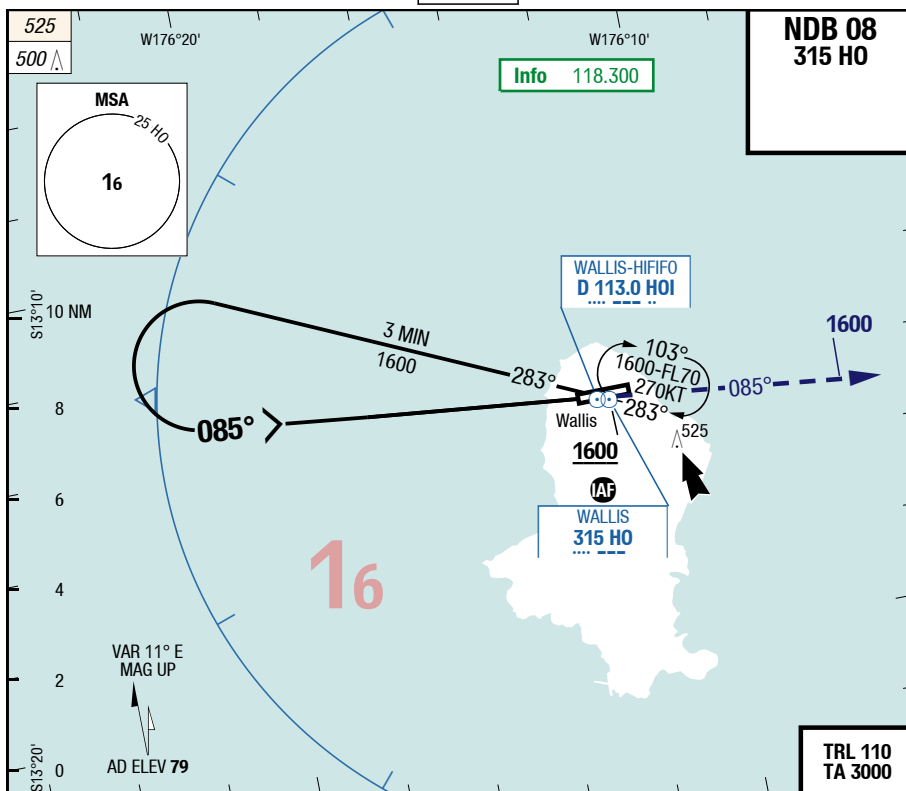 525
500
W176°20'
W176°10'
NDB 08
315 HO
Info 118.300
MSA
25 HO
16
S13°10'
10 NM
WALLIS-HIFIFO
D 113.0 HOI
3 MIN
1600
283°
103°
1600-FL70
270KT
283°
085°
1600
085°
Wallis
525
1600
IAF
WALLIS
315 HO
8
6
4
2
0
16
VAR 11° E
MAG UP
AD ELEV 79
S13°20'
TRL 110
TA 3000